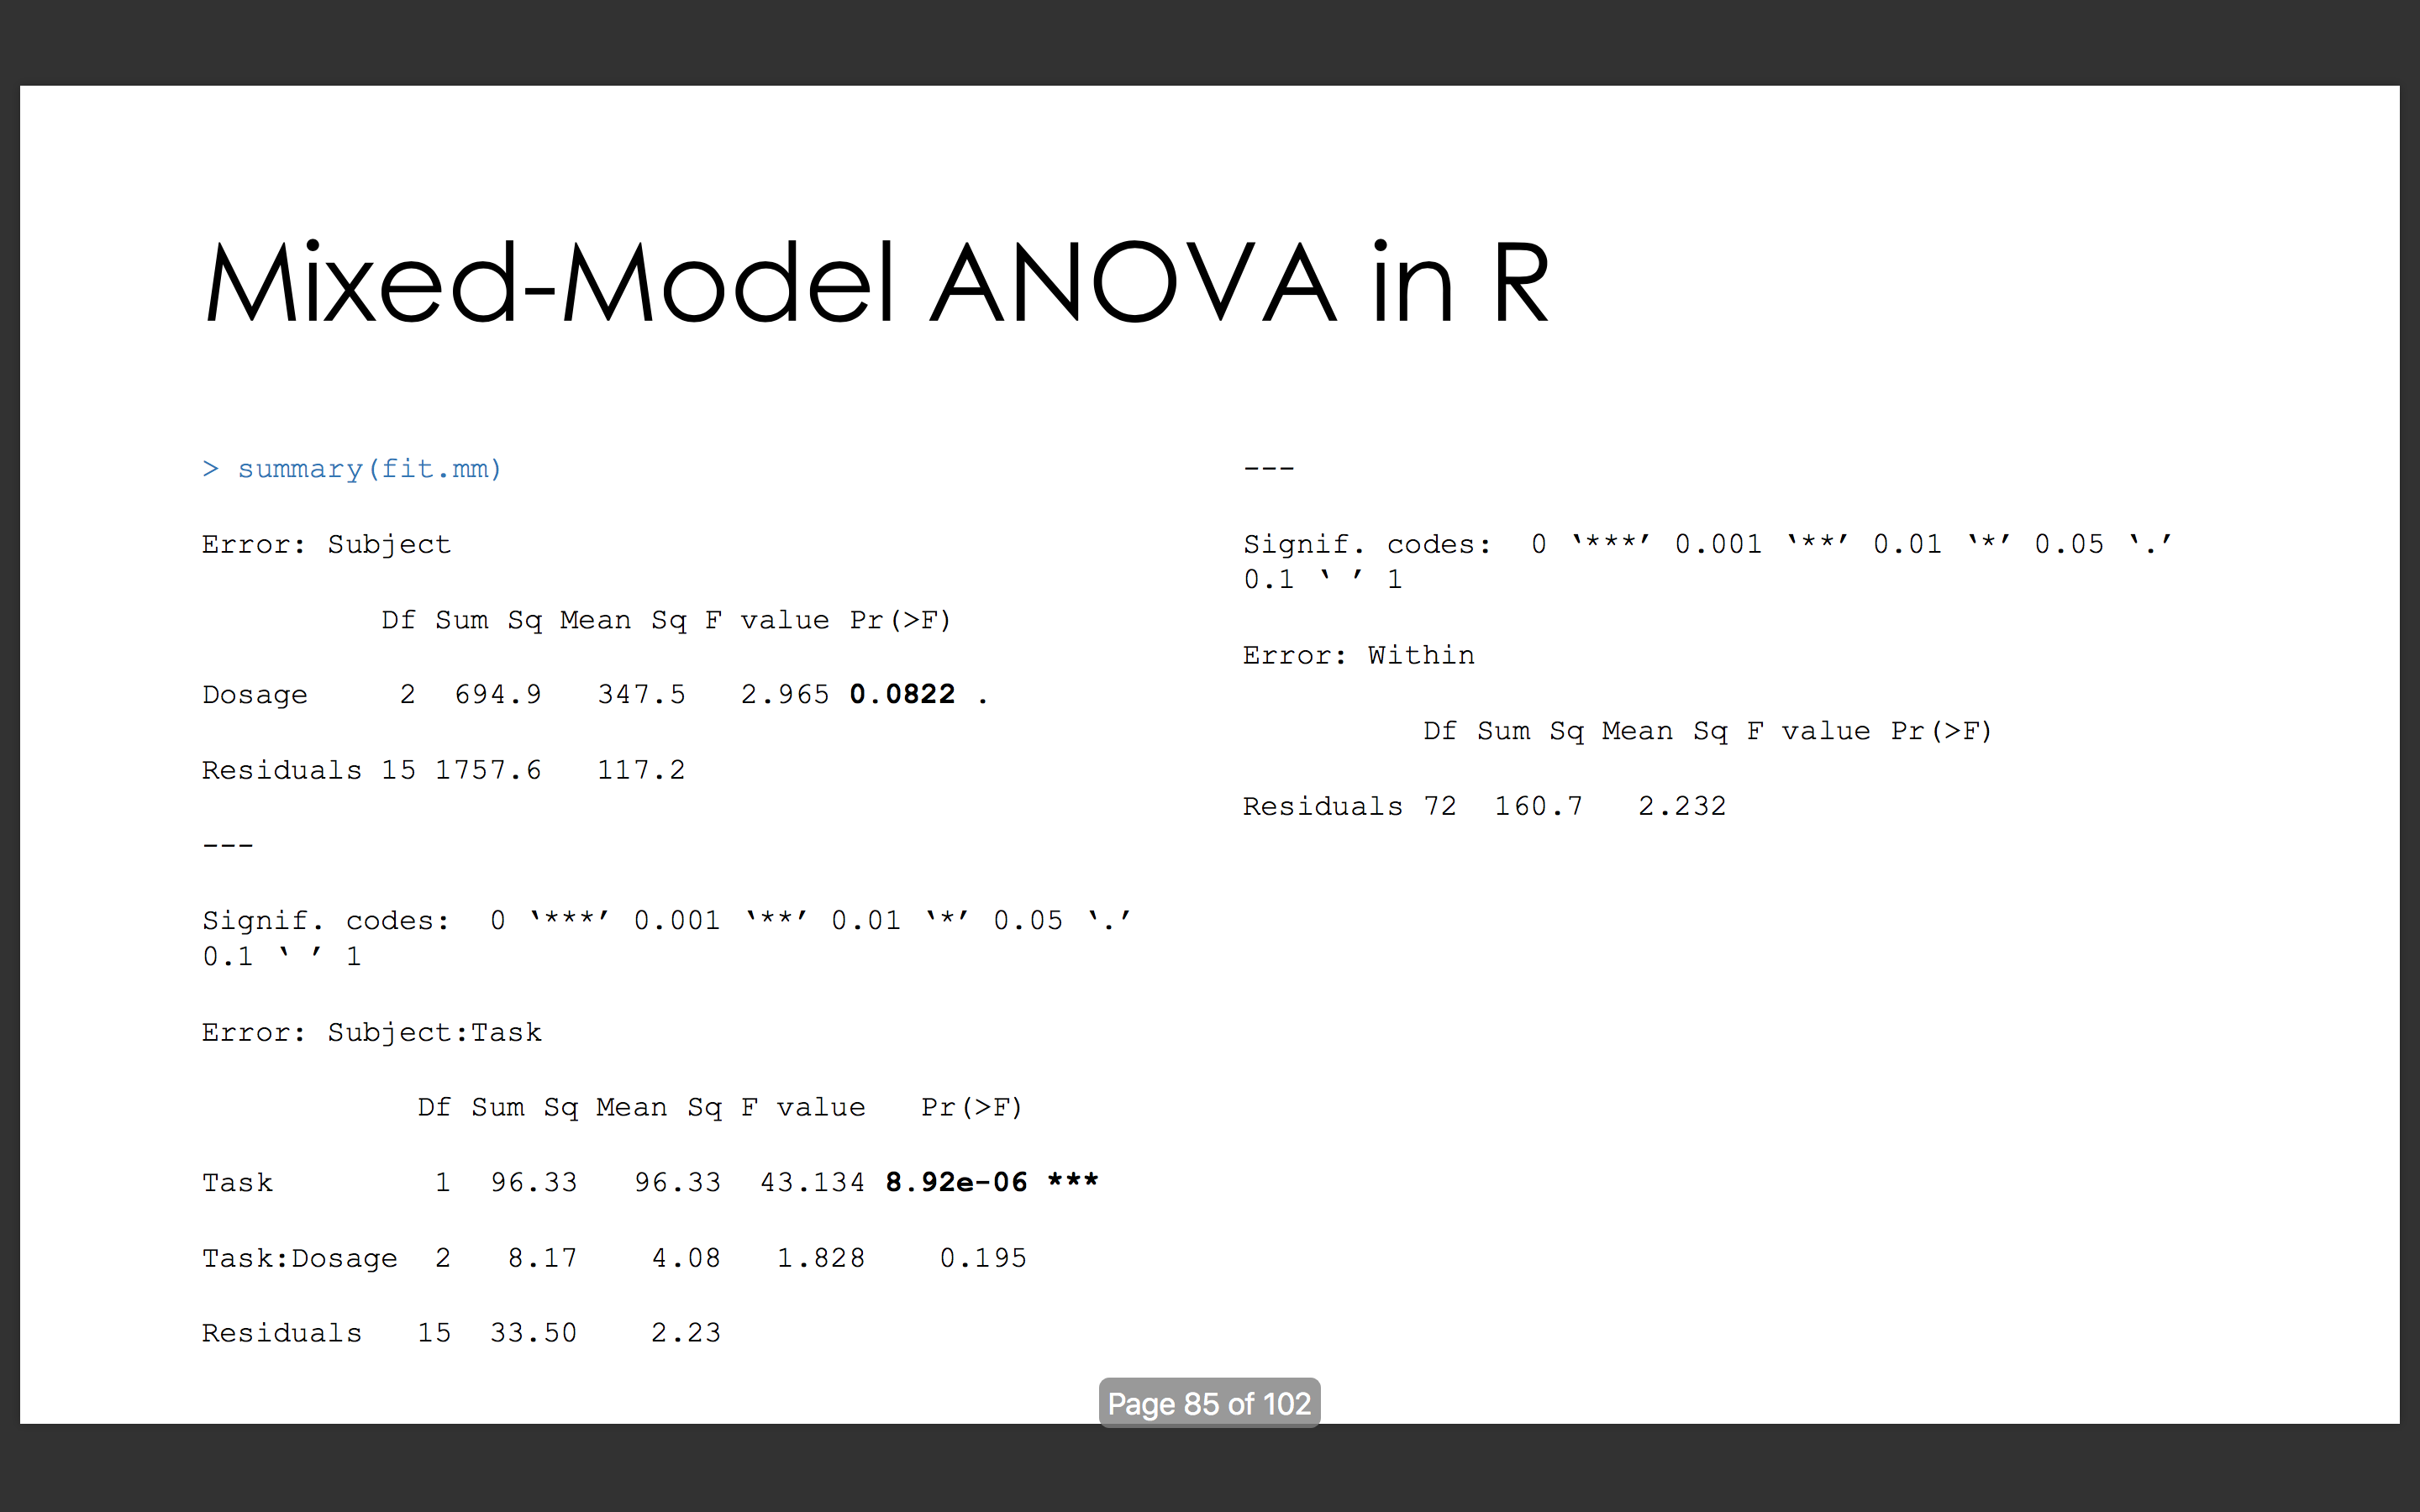 Mixed-Model ANOVA in R
> summary(fit.mm)
Error: Subject
          Df Sum Sq Mean Sq F value Pr(>F)
Dosage     2  694.9   347.5   2.965 0.0822 .
Residuals 15 1757.6   117.2
---
Signif. codes:  0 ‘***’ 0.001 ‘**’ 0.01 ‘*’ 0.05 ‘.’
0.1 ‘ ’ 1
Error: Subject:Task
            Df Sum Sq Mean Sq F value   Pr(>F)
Task         1  96.33   96.33  43.134 8.92e-06 ***
Task:Dosage  2   8.17    4.08   1.828    0.195
Residuals   15  33.50    2.23
---
Signif. codes:  0 ‘***’ 0.001 ‘**’ 0.01 ‘*’ 0.05 ‘.’
0.1 ‘ ’ 1
Error: Within
          Df Sum Sq Mean Sq F value Pr(>F)
Residuals 72  160.7   2.232
Page 85 of 102